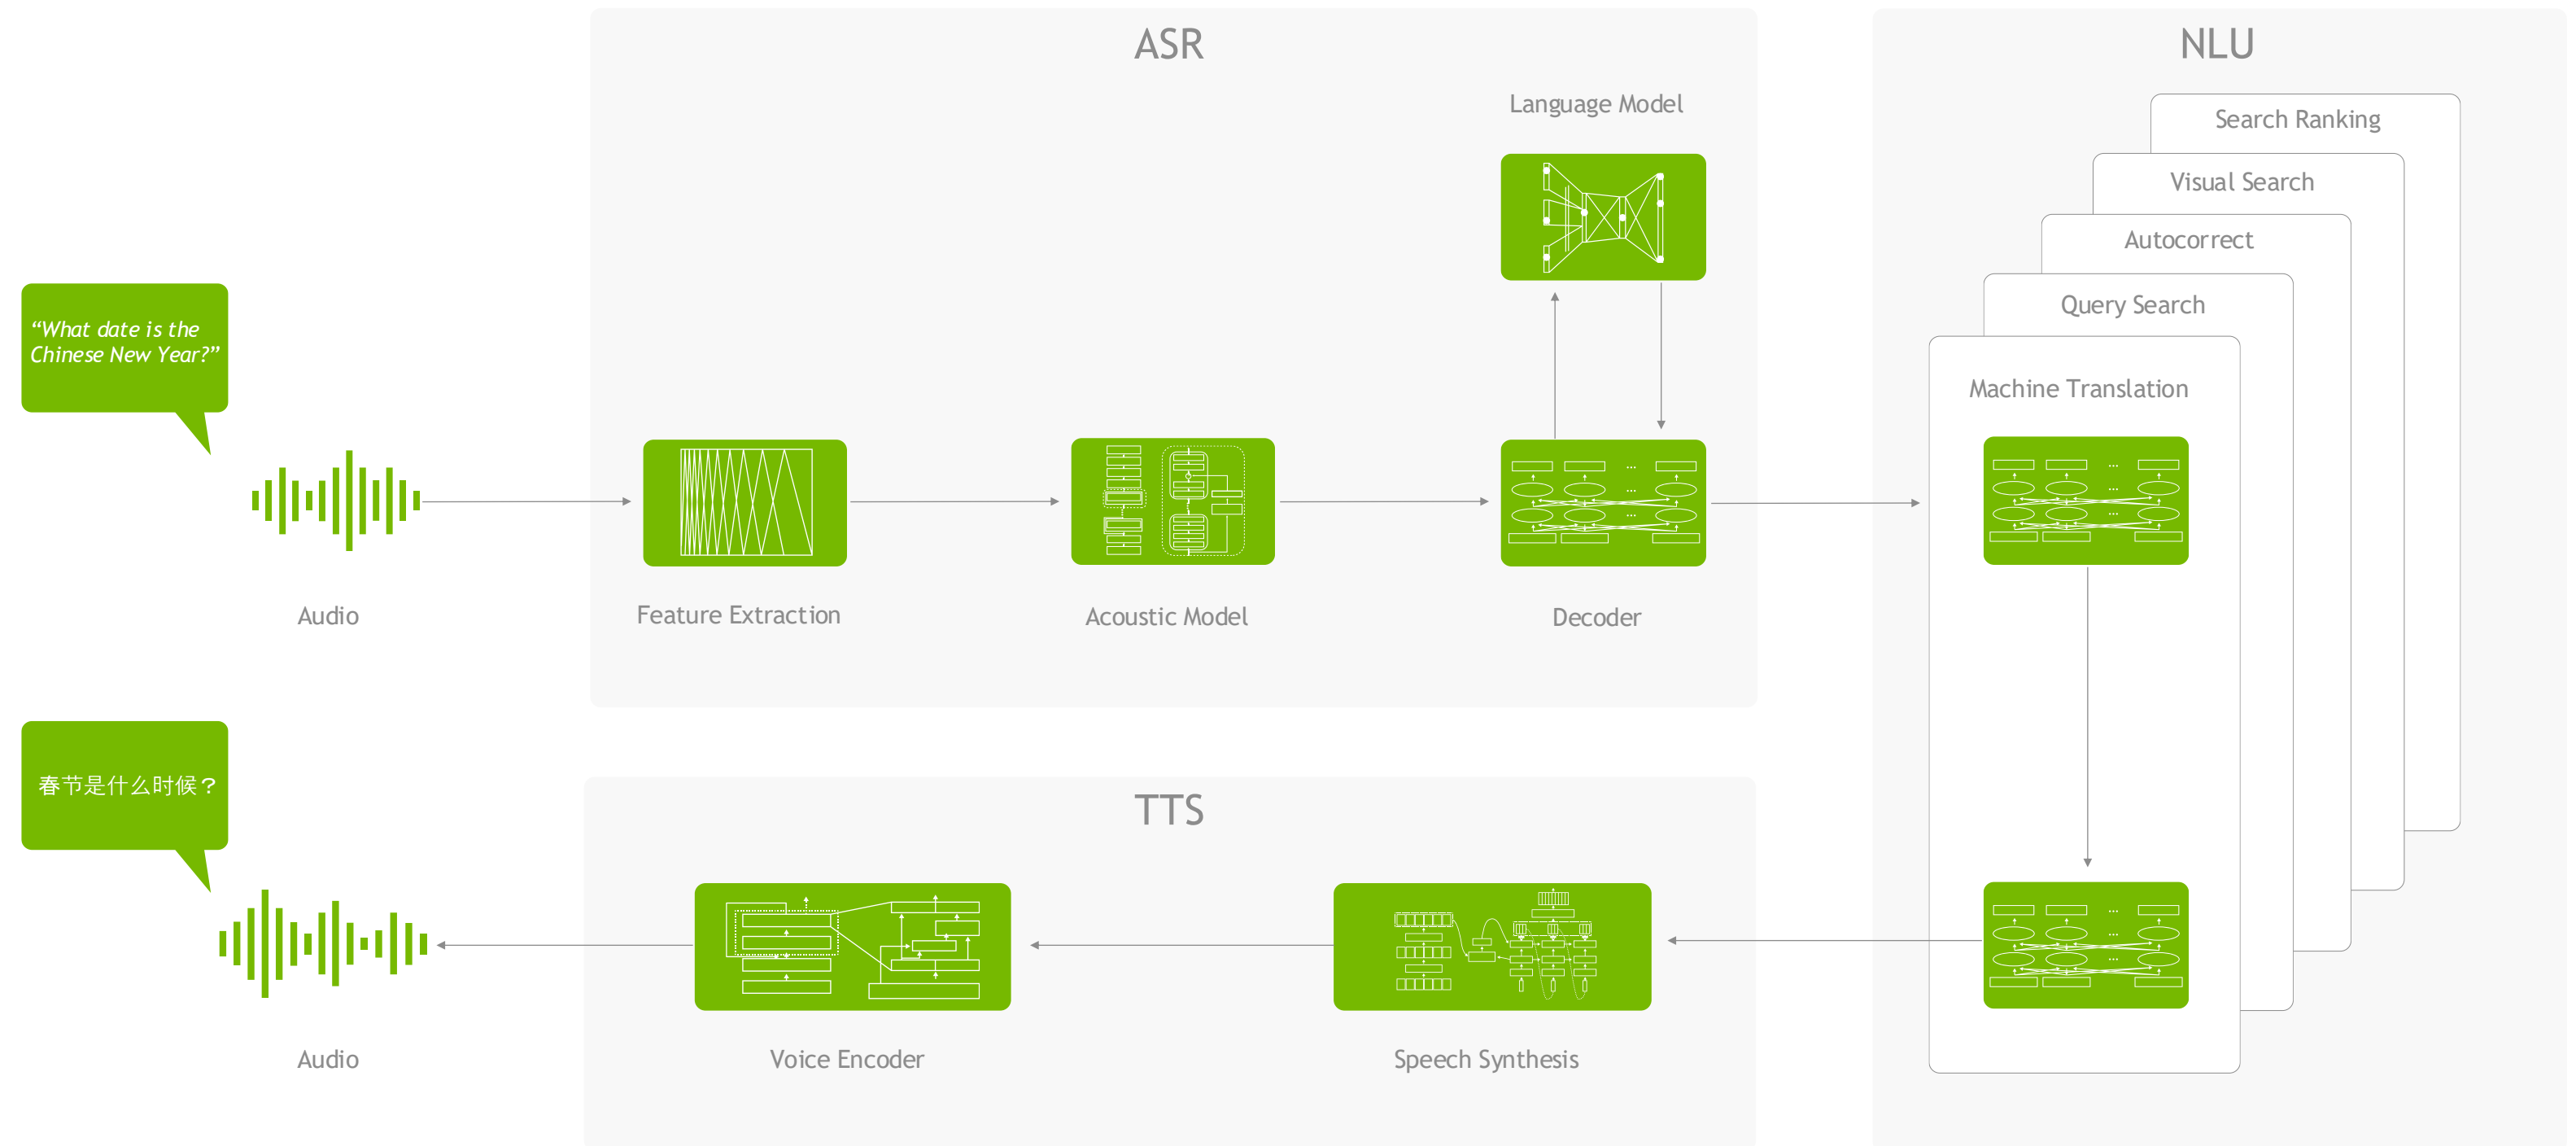 ASR
NLU
Language Model
Search Ranking
Visual Search
Autocorrect
Query Search
Machine Translation
“What date is the
Chinese New Year?”
Audio
Feature Extraction
Acoustic Model
Decoder
春节是什么时候？
TTS
Audio
Voice Encoder
Speech Synthesis